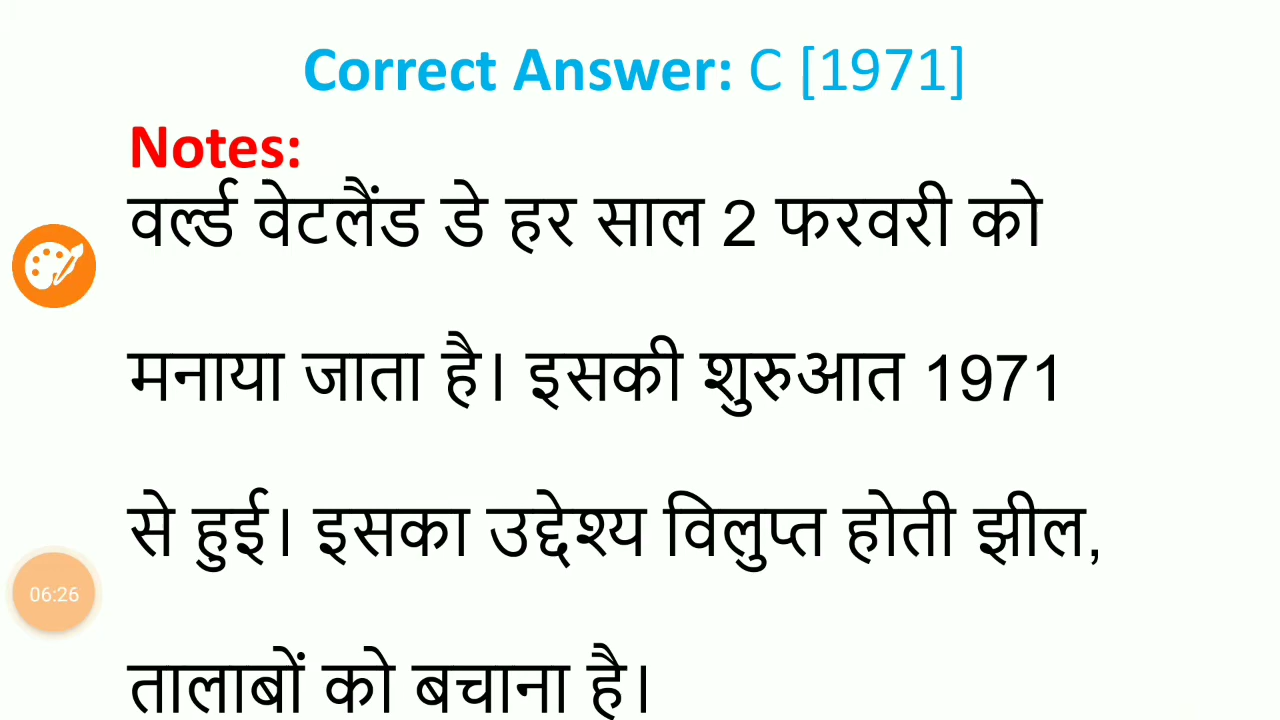 Correct Answer: C [1971]
Notes:
वर्ल्ड वेटलैंड डे हर साल 2 फरवरी को
मनाया जाता है। इसकी शुरुआत 1971
से हुई। इसका उद्देश्य विलुप्त होती झील,
तालाबों को बचाना है।
06:26